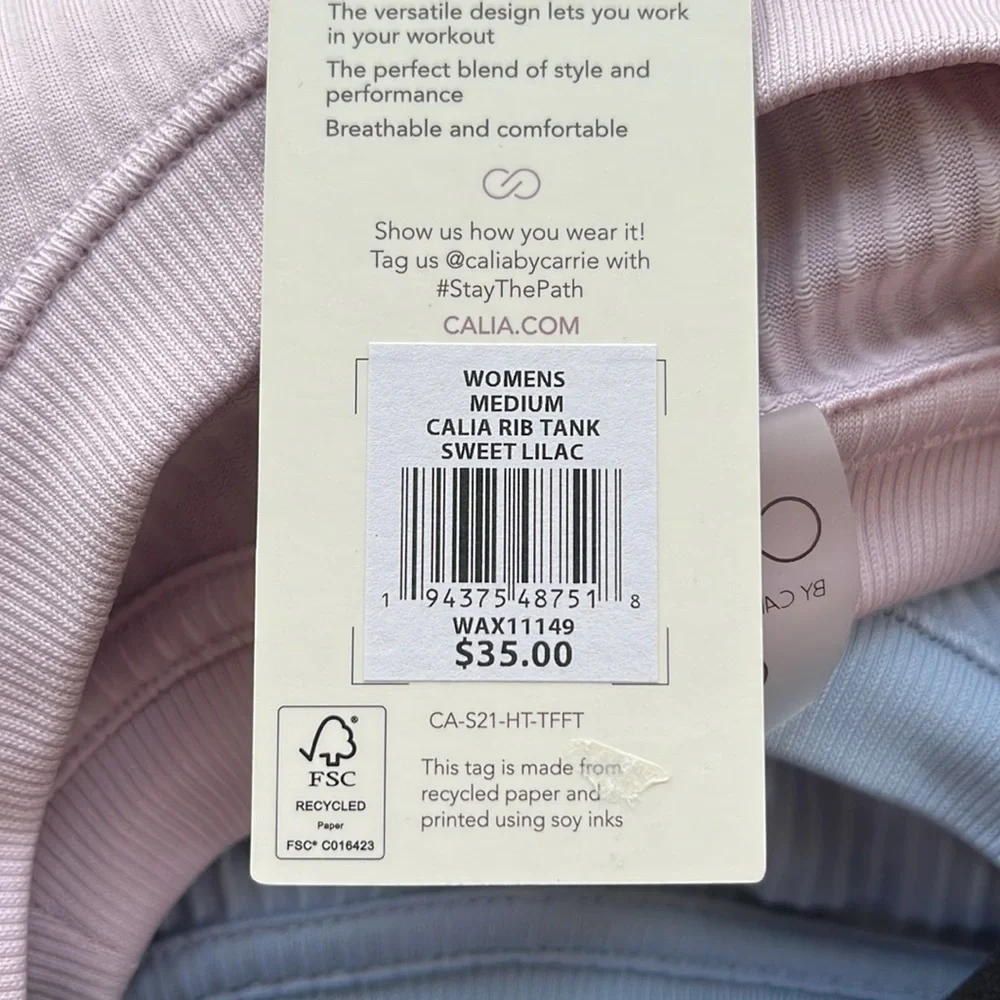 The versatile design lets you work
in your workout
The perfect blend of style and
performance
Breathable and comfortable
Show us how you wear it!
Tag us @caliabycarrie with
#StayThePath
CALIA.COM
WOMENS
MEDIUM
CALIA RIB TANK
SWEET LILAC
1 94375 48751 8
WAX11149
$35.00
CA-S21-HT-TFFT
This tag is made from
recycled paper and
printed using soy inks
®
FSC
RECYCLED
Paper
FSC® C016423
BY